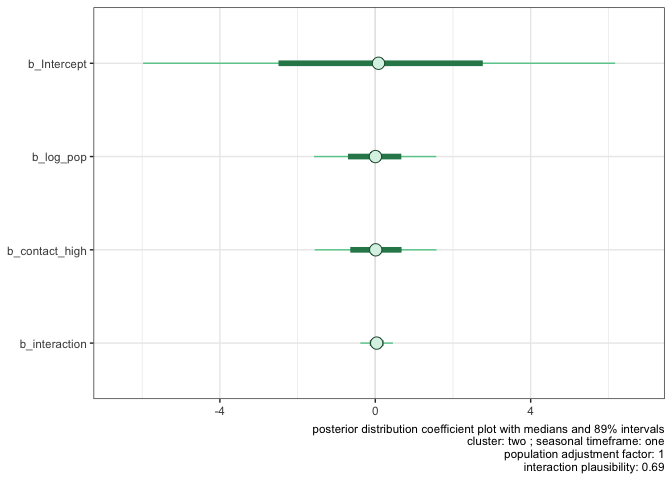 b_Intercept
b_log_pop
b_contact_high
b_interaction
-4 0 4
posterior distribution coefficient plot with medians and 89% intervals
cluster: two ; seasonal timeframe: one
population adjustment factor: 1
interaction plausibility: 0.69